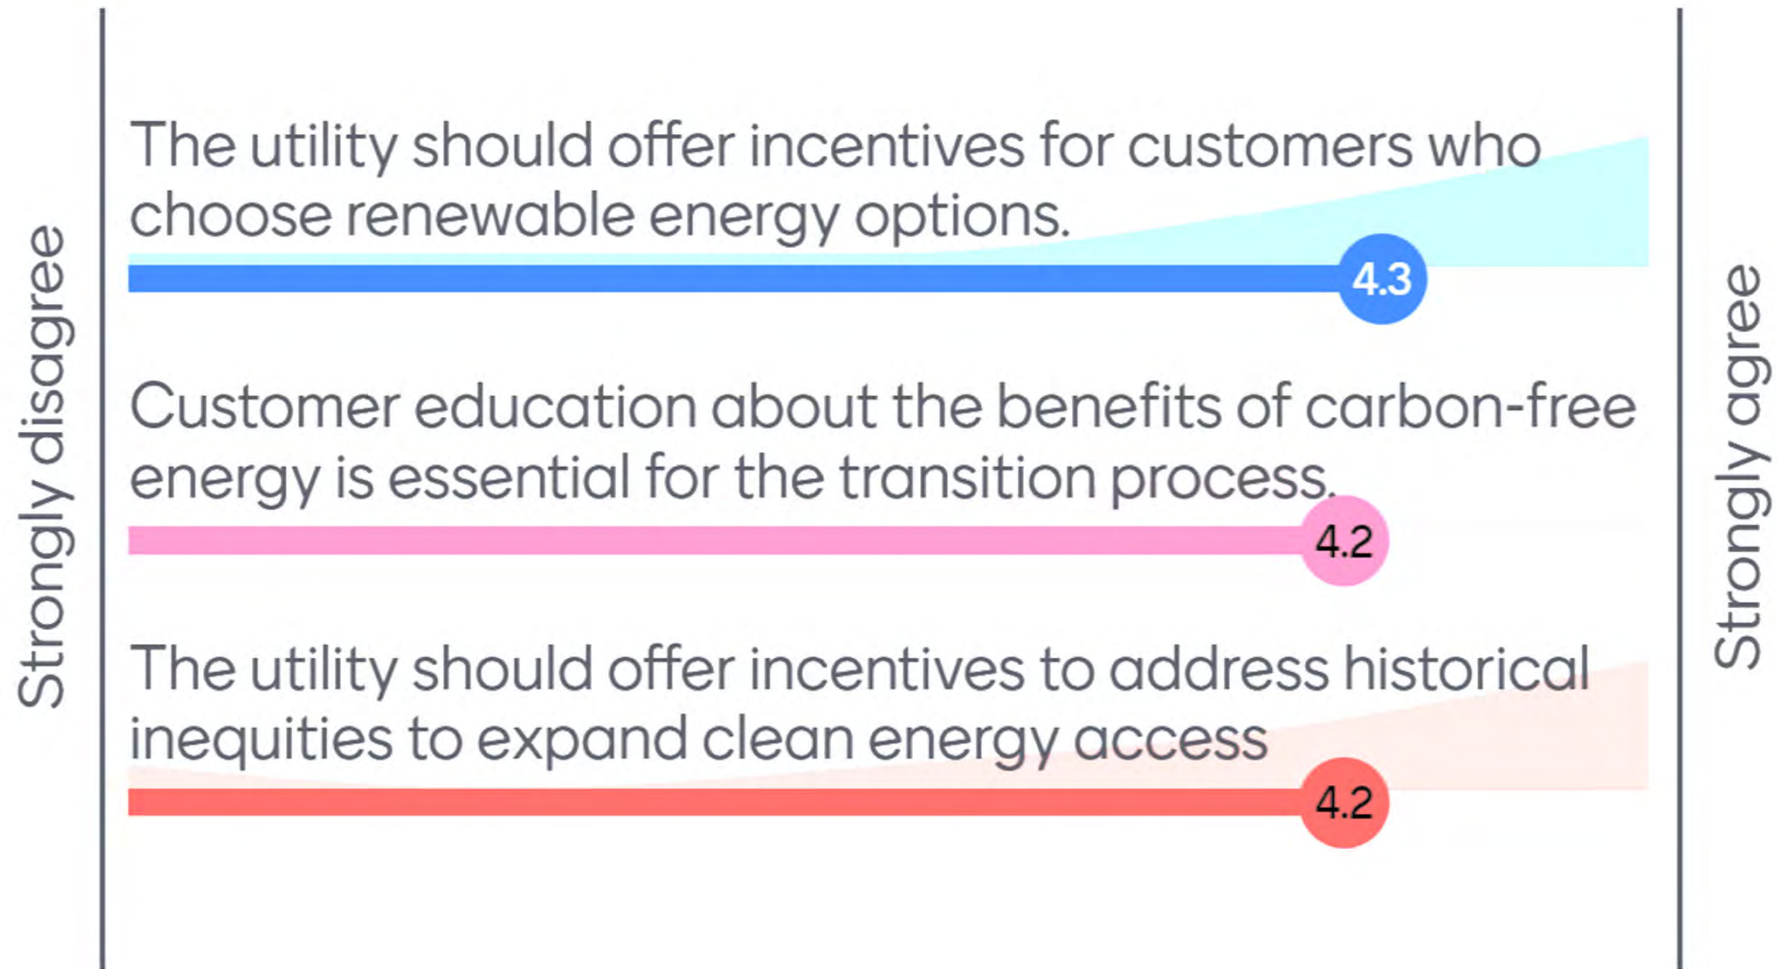 Strongly disagree
The utility should offer incentives for customers who
choose renewable energy options.
4.3
Customer education about the benefits of carbon-free
energy is essential for the transition process.
4.2
The utility should offer incentives to address historical
inequities to expand clean energy access
4.2
Strongly agree